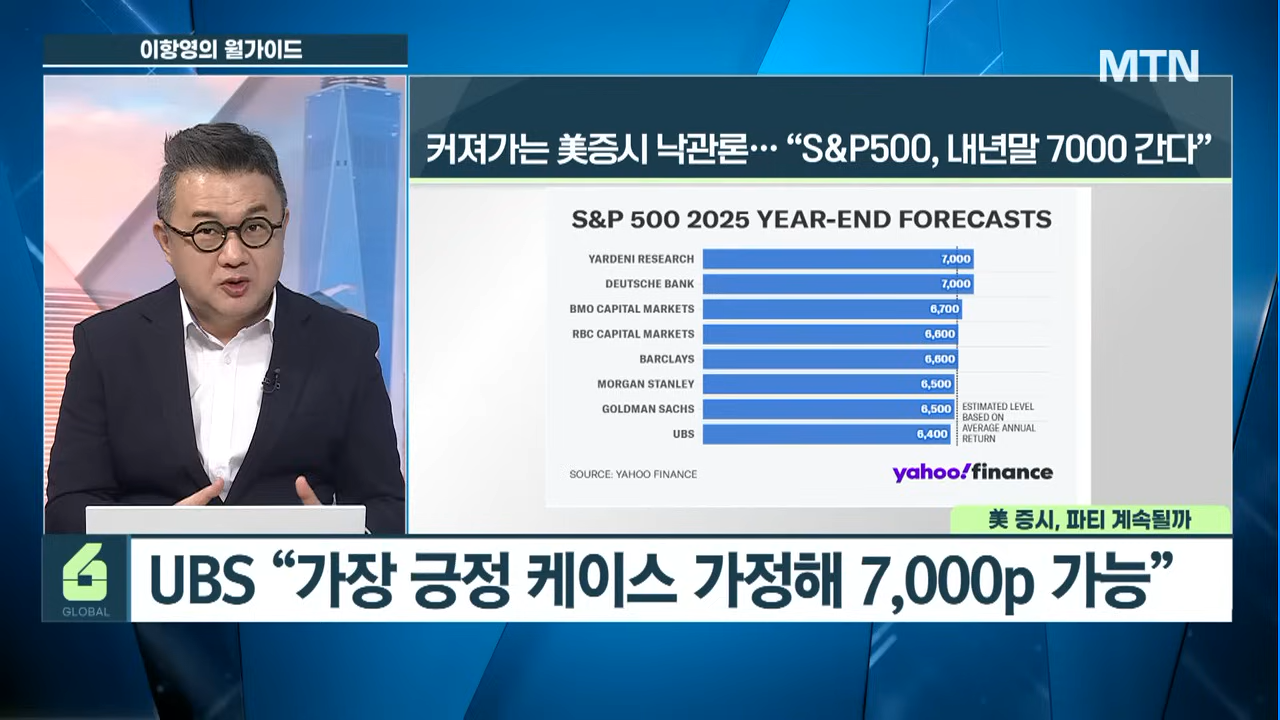 이항영의 월가이드
MTN
커져가는 美증시 낙관론… “S&P500, 내년말 7000 간다”
S&P 500 2025 YEAR-END FORECASTS
YARDENI RESEARCH 7,000
DEUTSCHE BANK 7,000
BMO CAPITAL MARKETS 6,700
RBC CAPITAL MARKETS 6,600
BARCLAYS 6,600
MORGAN STANLEY 6,500
GOLDMAN SACHS 6,500
UBS 6,400
ESTIMATED LEVEL
BASED ON
AVERAGE ANNUAL
RETURN
SOURCE: YAHOO FINANCE
yahoo!finance
美 증시, 파티 계속될까
6
GLOBAL
UBS “가장 긍정 케이스 가정해 7,000p 가능”